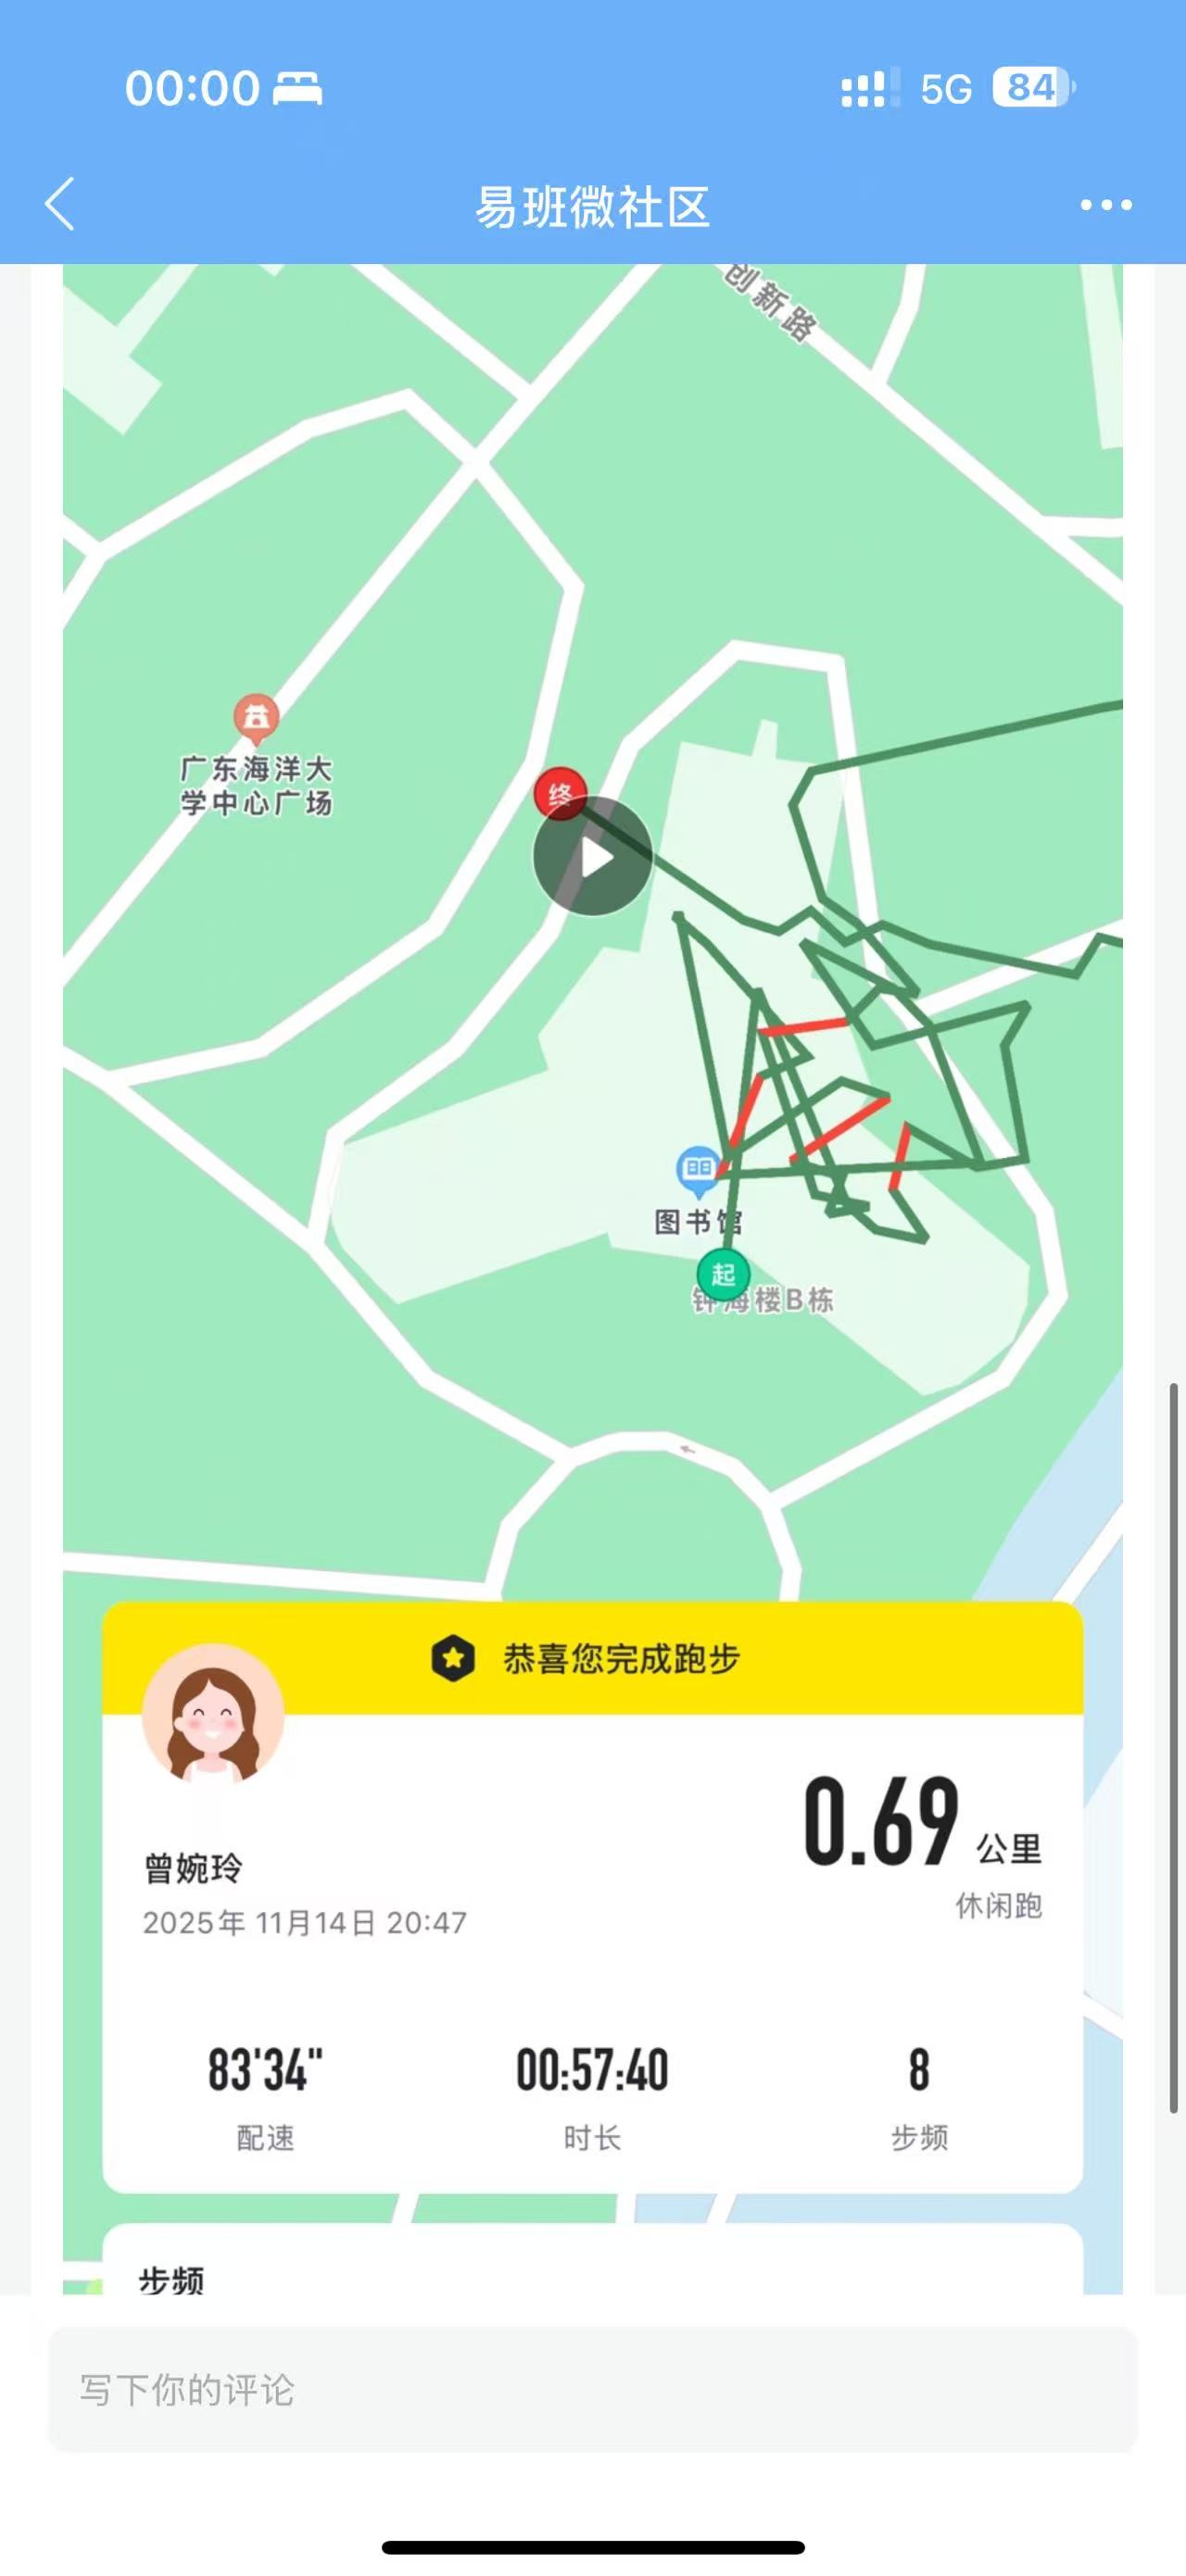 00:00
5G 84
易班微社区
创新路
广东海洋大
学中心广场
终
图书馆
起
钟海楼B栋
恭喜您完成跑步
0.69 公里
曾婉玲
休闲跑
2025年 11月14日 20:47
83'34" 00:57:40 8
配速 时长 步频
步频
写下你的评论